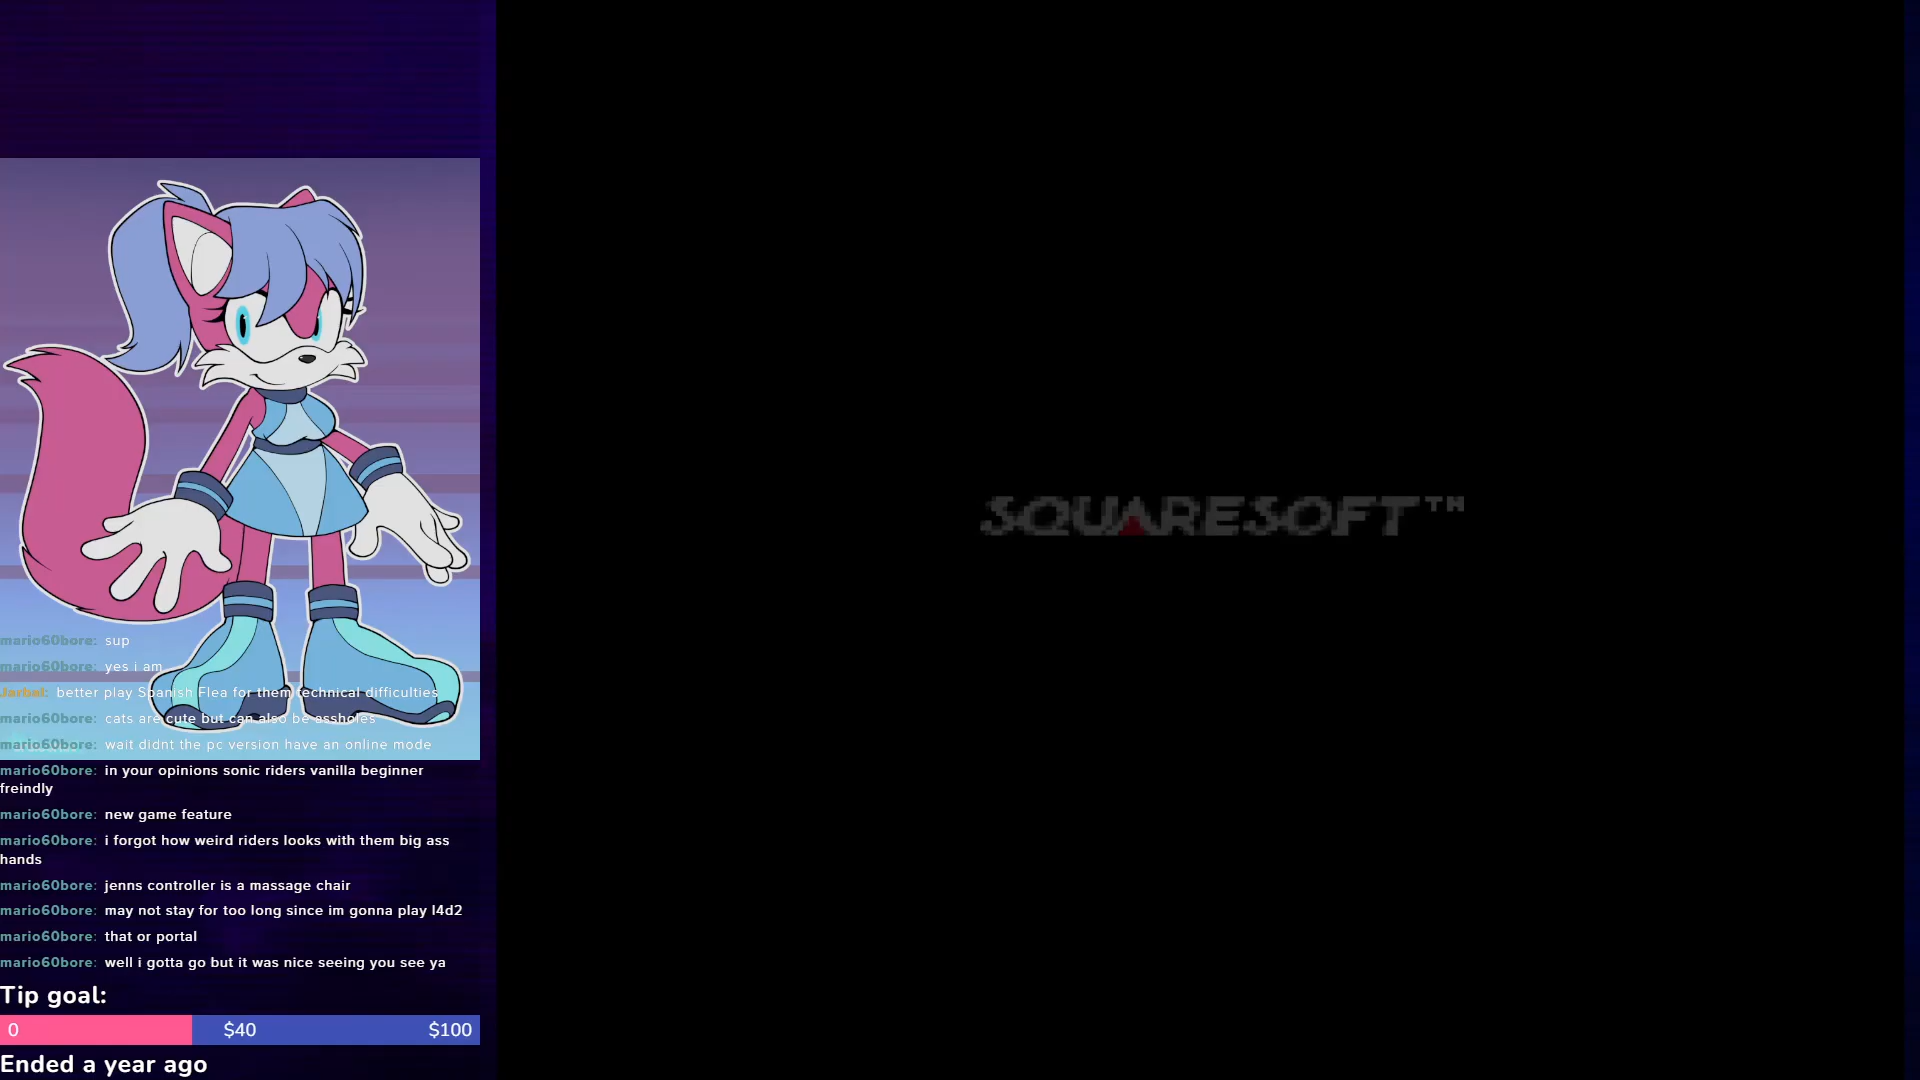 SQUARESOFT™
mario60bore: sup
mario60bore: yes i am
Jarbal: better play Spanish Flea for them technical difficulties
mario60bore: cats are cute but can also be assholes
mario60bore: wait didnt the pc version have an online mode
mario60bore: in your opinions sonic riders vanilla beginner
freindly
mario60bore: new game feature
mario60bore: i forgot how weird riders looks with them big ass
hands
mario60bore: jenns controller is a massage chair
mario60bore: may not stay for too long since im gonna play l4d2
mario60bore: that or portal
mario60bore: well i gotta go but it was nice seeing you see ya
Tip goal:
0 $40 $100
Ended a year ago